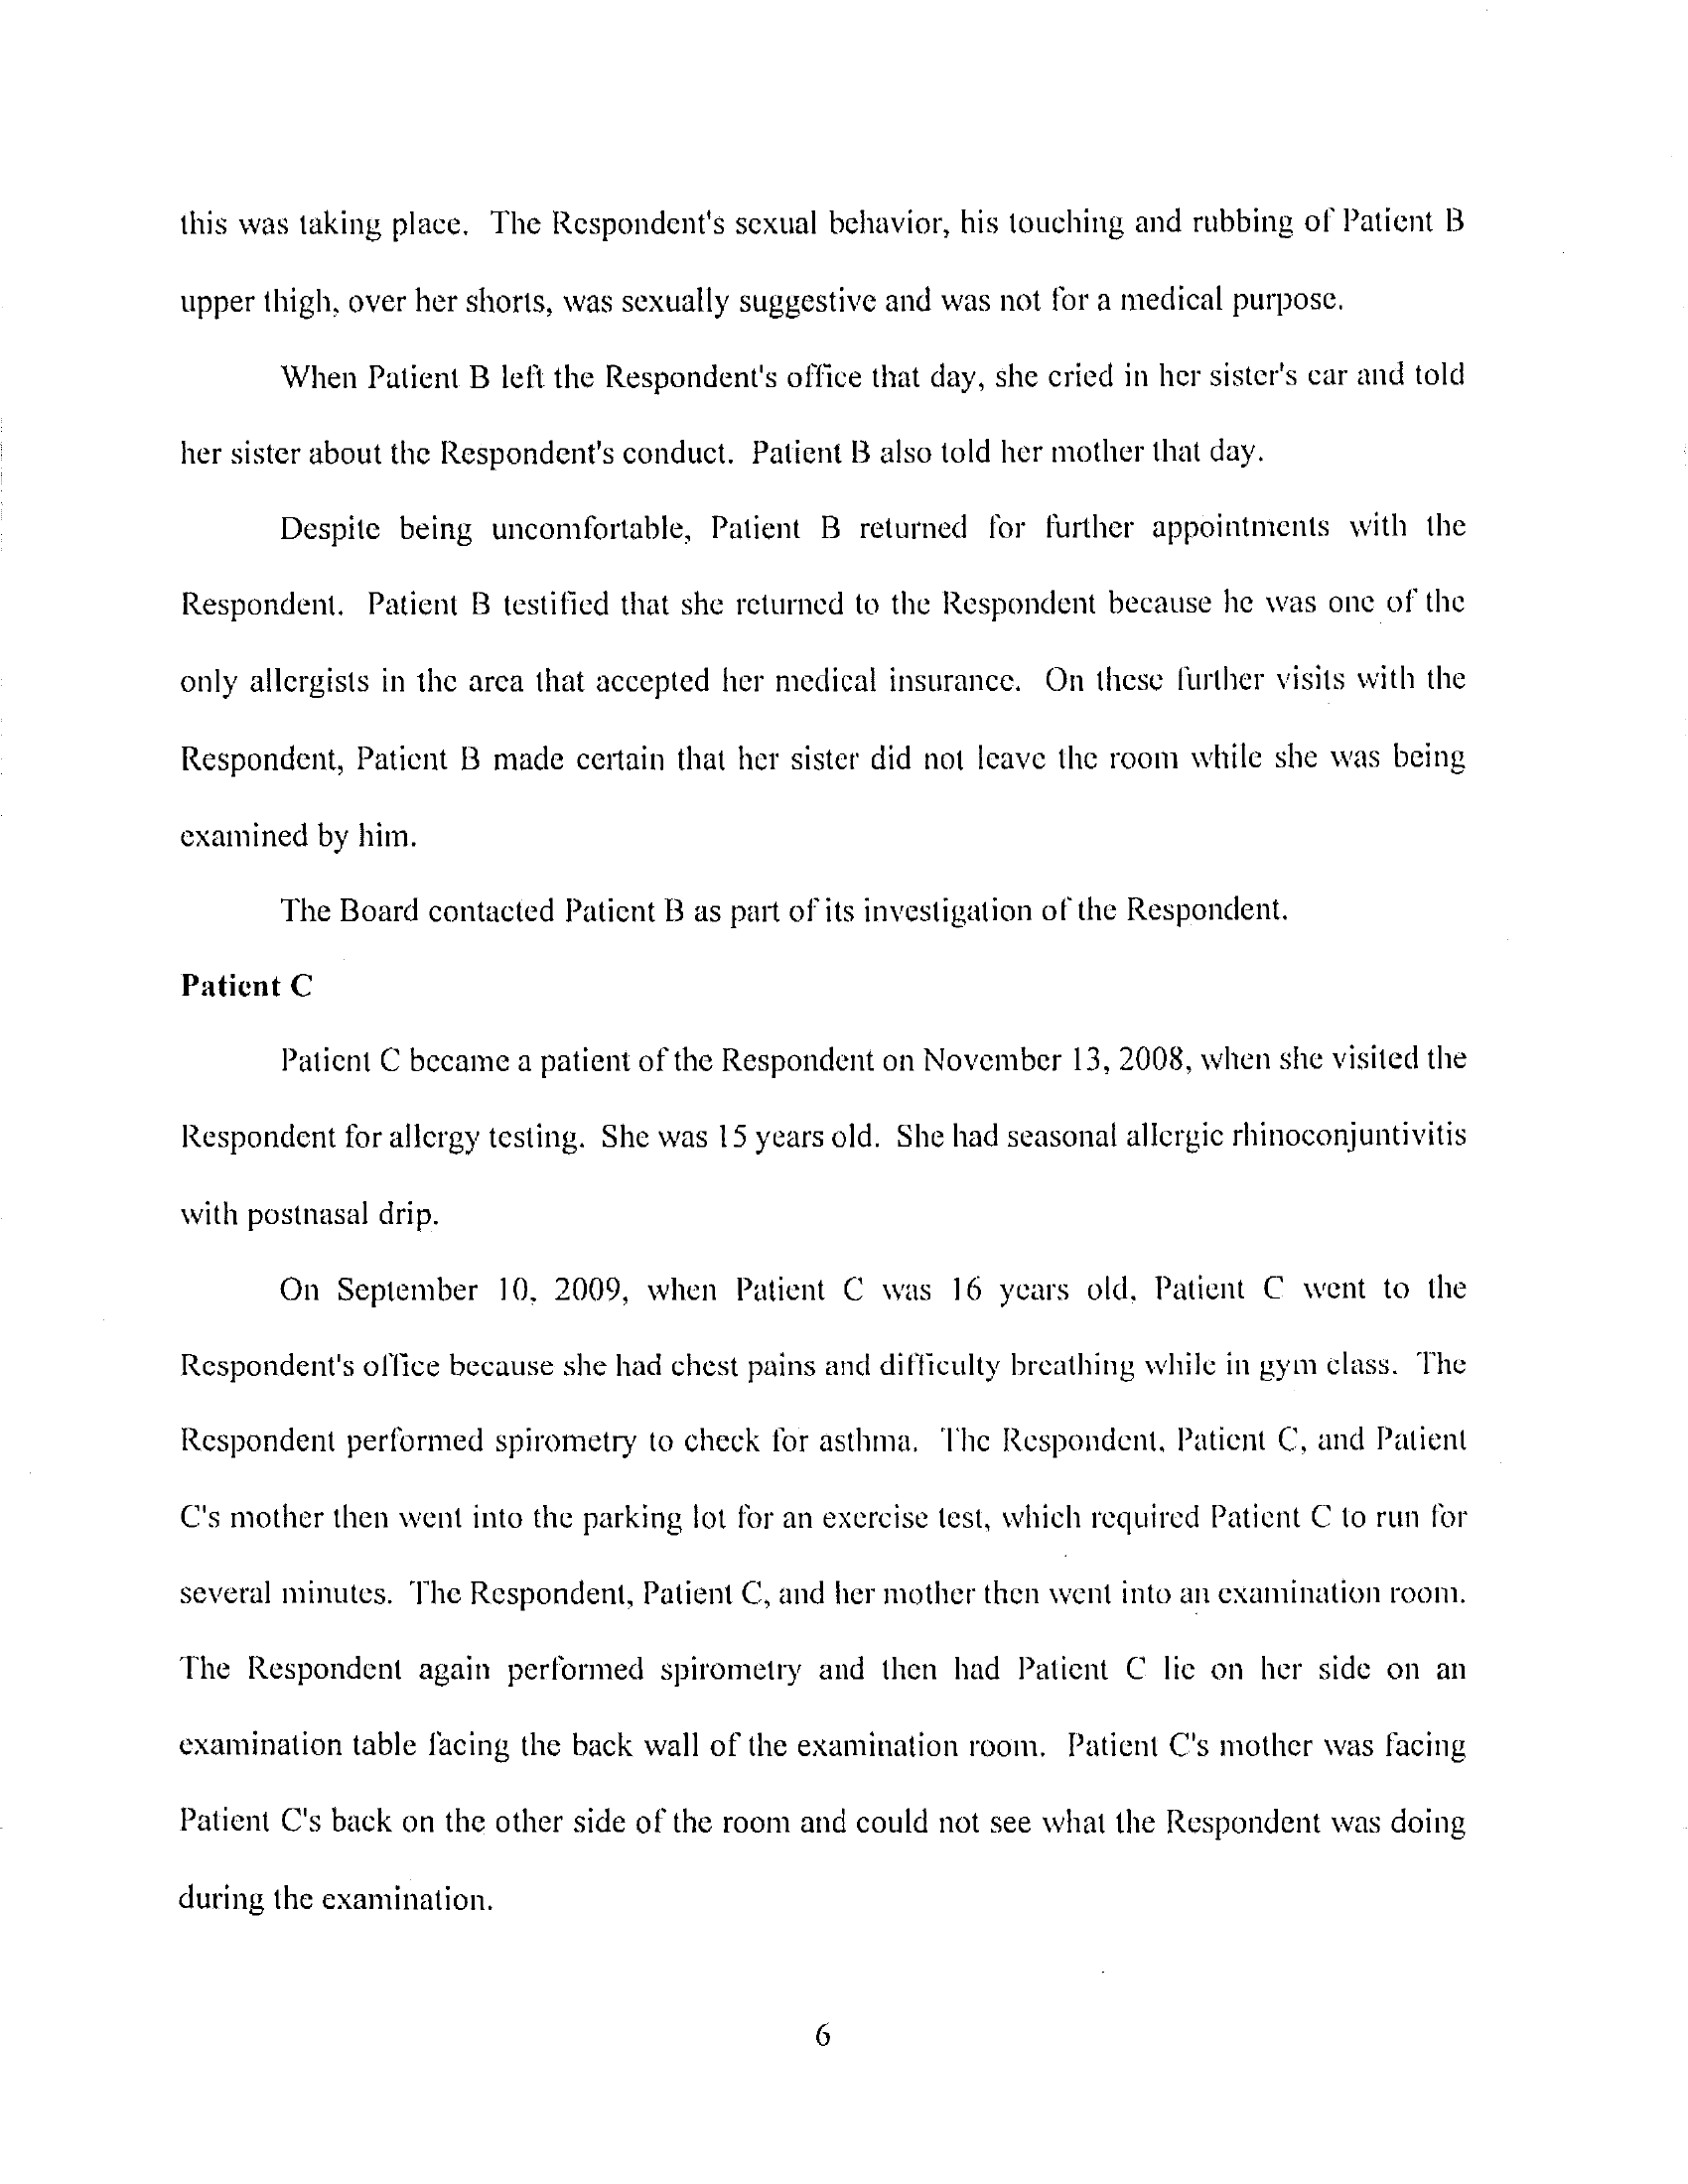 this was taking place. The Respondent's sexual behavior, his touching and rubbing of Patient B
upper thigh, over her shorts, was sexually suggestive and was not for a medical purpose.
When Patient B left the Respondent's office that day, she cried in her sister's car and told
her sister about the Respondent's conduct. Patient B also told her mother that day.
Despite being uncomfortable, Patient B returned for further appointments with the
Respondent. Patient B testified that she returned to the Respondent because he was one of the
only allergists in the area that accepted her medical insurance. On these further visits with the
Respondent, Patient B made certain that her sister did not leave the room while she was being
examined by him.
The Board contacted Patient B as part of its investigation of the Respondent.
Patient C
Patient C became a patient of the Respondent on November 13, 2008, when she visited the
Respondent for allergy testing. She was 15 years old. She had seasonal allergic rhinoconjuntivitis
with postnasal drip.
On September 10, 2009, when Patient C was 16 years old, Patient C went to the
Respondent's office because she had chest pains and difficulty breathing while in gym class. The
Respondent performed spirometry to check for asthma. The Respondent, Patient C, and Patient
C's mother then went into the parking lot for an exercise test, which required Patient C to run for
several minutes. The Respondent, Patient C, and her mother then went into an examination room.
The Respondent again performed spirometry and then had Patient C lie on her side on an
examination table facing the back wall of the examination room. Patient C's mother was facing
Patient C's back on the other side of the room and could not see what the Respondent was doing
during the examination.
6